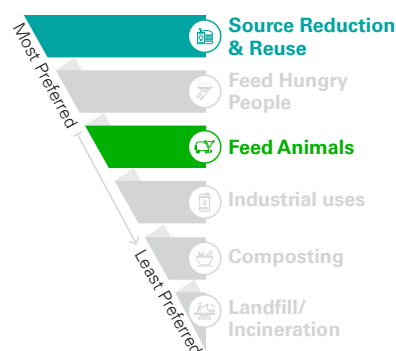 Source Reduction
& Reuse
Most Preferred
Feed Hungry
People
Feed Animals
Industrial uses
Composting
Least Preferred
Landfill/
Incineration